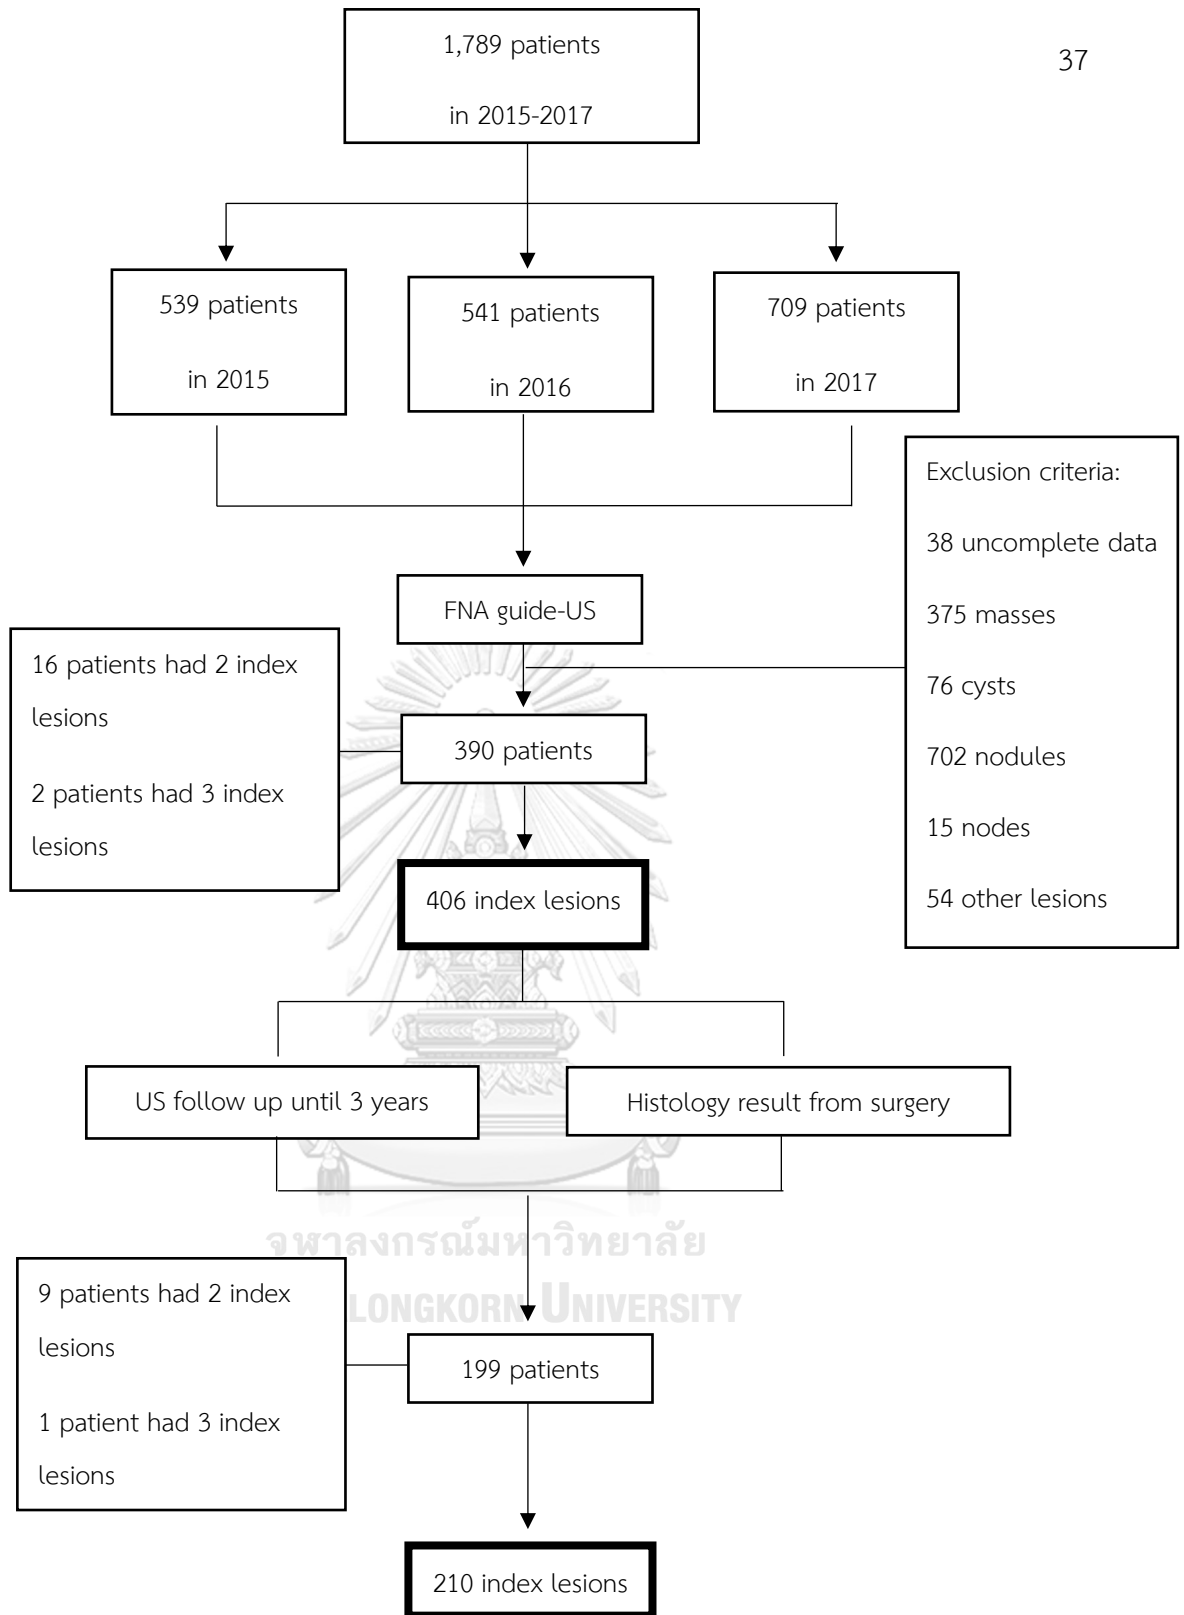 37
1,789 patients
in 2015-2017
539 patients
in 2015
541 patients
in 2016
709 patients
in 2017
Exclusion criteria:
38 uncomplete data
375 masses
76 cysts
702 nodules
15 nodes
54 other lesions
FNA guide-US
16 patients had 2 index
lesions
2 patients had 3 index
lesions
390 patients
406 index lesions
US follow up until 3 years
Histology result from surgery
จุฬาลงกรณ์มหาวิทยาลัย
LONGKORN UNIVERSITY
9 patients had 2 index
lesions
1 patient had 3 index
lesions
199 patients
210 index lesions